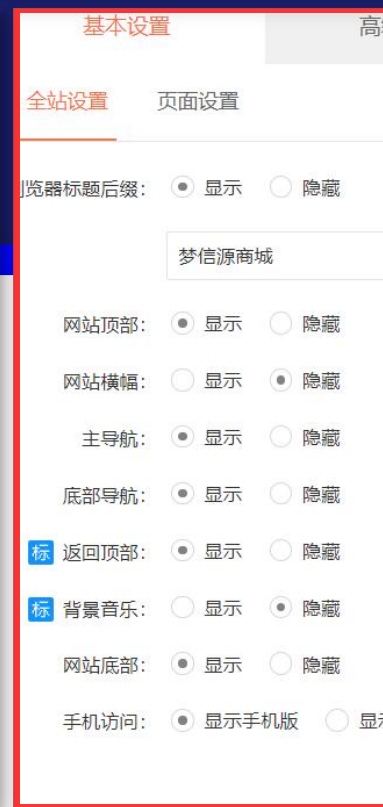 基本设置
全站设置 页面设置
浏览器标题后缀: 显示 隐藏
梦信源商城
网站顶部: 显示 隐藏
网站横幅: 显示 隐藏
主导航: 显示 隐藏
底部导航: 显示 隐藏
标 返回顶部: 显示 隐藏
标 背景音乐: 显示 隐藏
网站底部: 显示 隐藏
手机访问: 显示手机版 显